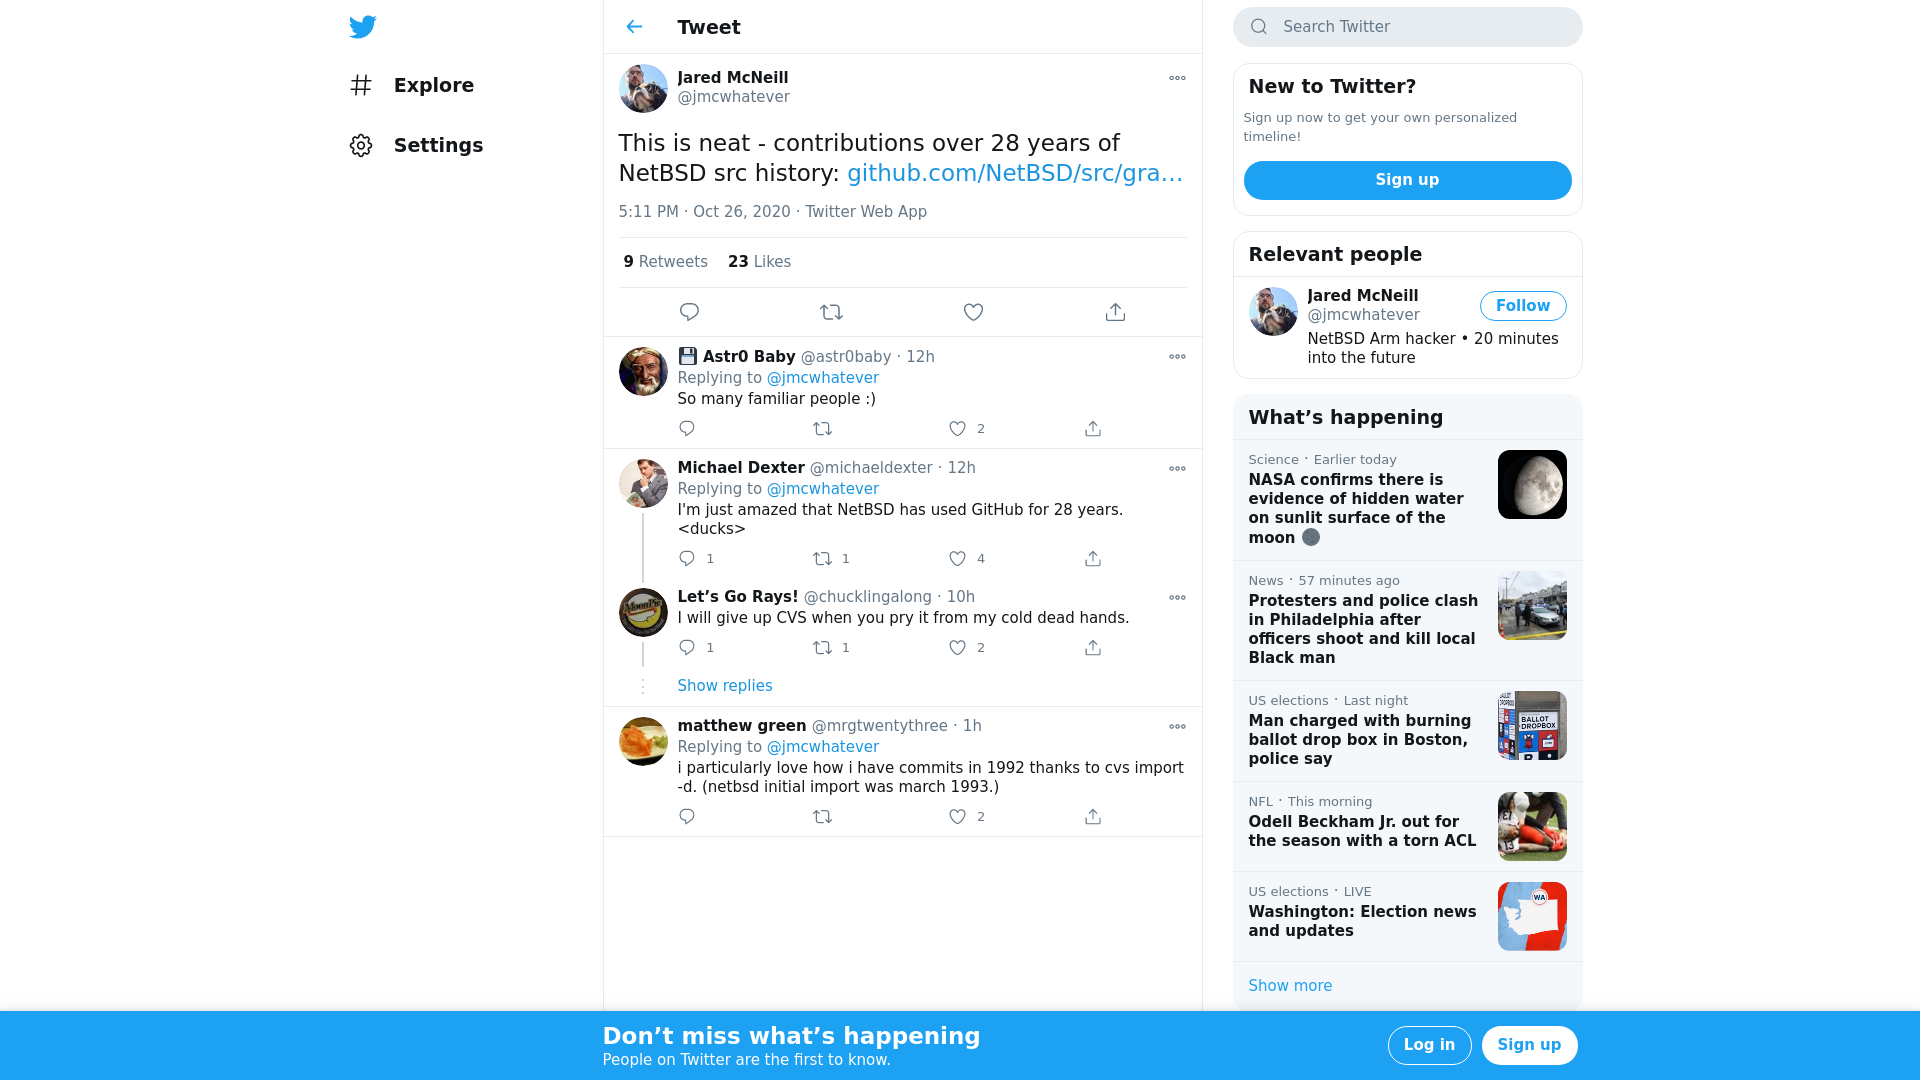 Explore
Settings
Tweet
Jared McNeill
@jmcwhatever
This is neat - contributions over 28 years of
NetBSD src history: github.com/NetBSD/src/gra…
5:11 PM · Oct 26, 2020 · Twitter Web App
9 Retweets 23 Likes
Astr0 Baby @astr0baby · 12h
Replying to @jmcwhatever
So many familiar people :)
2
Michael Dexter @michaeldexter · 12h
Replying to @jmcwhatever
I'm just amazed that NetBSD has used GitHub for 28 years.
<ducks>
1 1 4
Let’s Go Rays! @chucklingalong · 10h
I will give up CVS when you pry it from my cold dead hands.
1 1 2
Show replies
matthew green @mrgtwentythree · 1h
Replying to @jmcwhatever
i particularly love how i have commits in 1992 thanks to cvs import
-d. (netbsd initial import was march 1993.)
2
Search Twitter
New to Twitter?
Sign up now to get your own personalized
timeline!
Sign up
Relevant people
Jared McNeill
@jmcwhatever
Follow
NetBSD Arm hacker • 20 minutes
into the future
What’s happening
Science · Earlier today
NASA confirms there is
evidence of hidden water
on sunlit surface of the
moon
News · 57 minutes ago
Protesters and police clash
in Philadelphia after
officers shoot and kill local
Black man
US elections · Last night
Man charged with burning
ballot drop box in Boston,
police say
BALLOT
DROPBOX
NFL · This morning
Odell Beckham Jr. out for
the season with a torn ACL
13
US elections · LIVE
Washington: Election news
and updates
WA
Show more
Don’t miss what’s happening
People on Twitter are the first to know.
Log in
Sign up